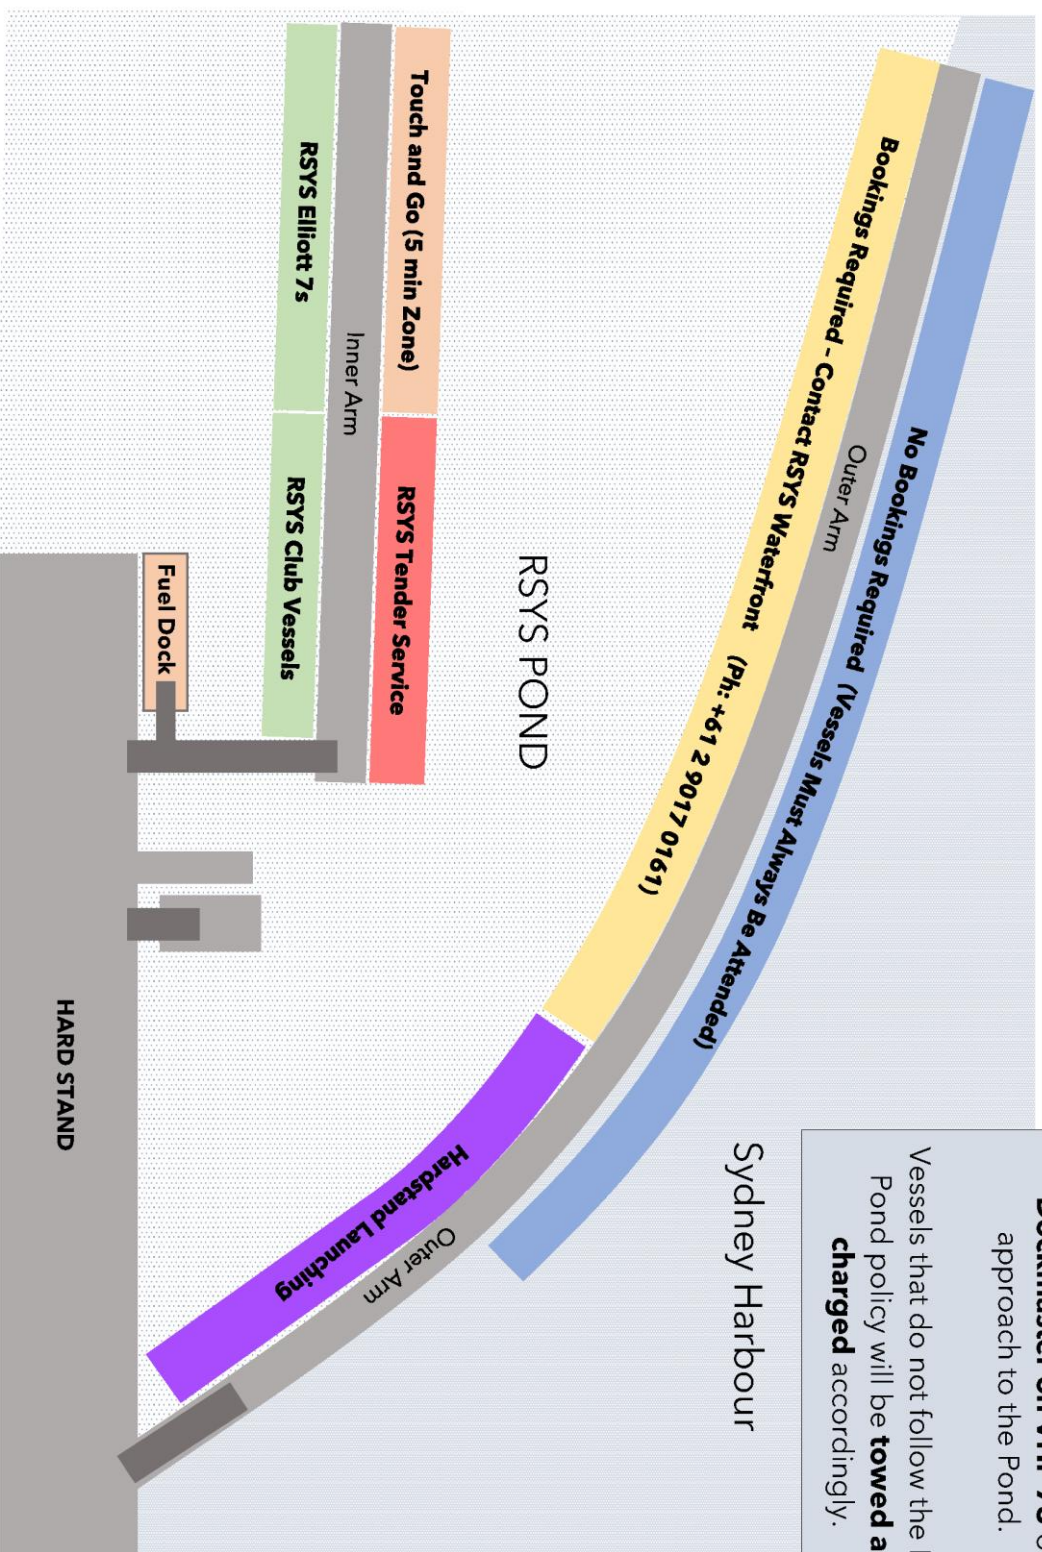 No Bookings Required (Vessels Must Always Be Attended)
Outer Arm
Bookings Required - Contact RSYS Waterfront (Ph: +61 2 9017 0161)
approach to the Pond.
Vessels that do not follow the
Pond policy will be towed
charged accordingly.
Sydney Harbour
RSYS POND
Hardstand Launching
Outer Arm
Touch and Go (5 min Zone)
RSYS Tender Service
Inner Arm
RSYS Elliott 7s
RSYS Club Vessels
Fuel Dock
HARD STAND